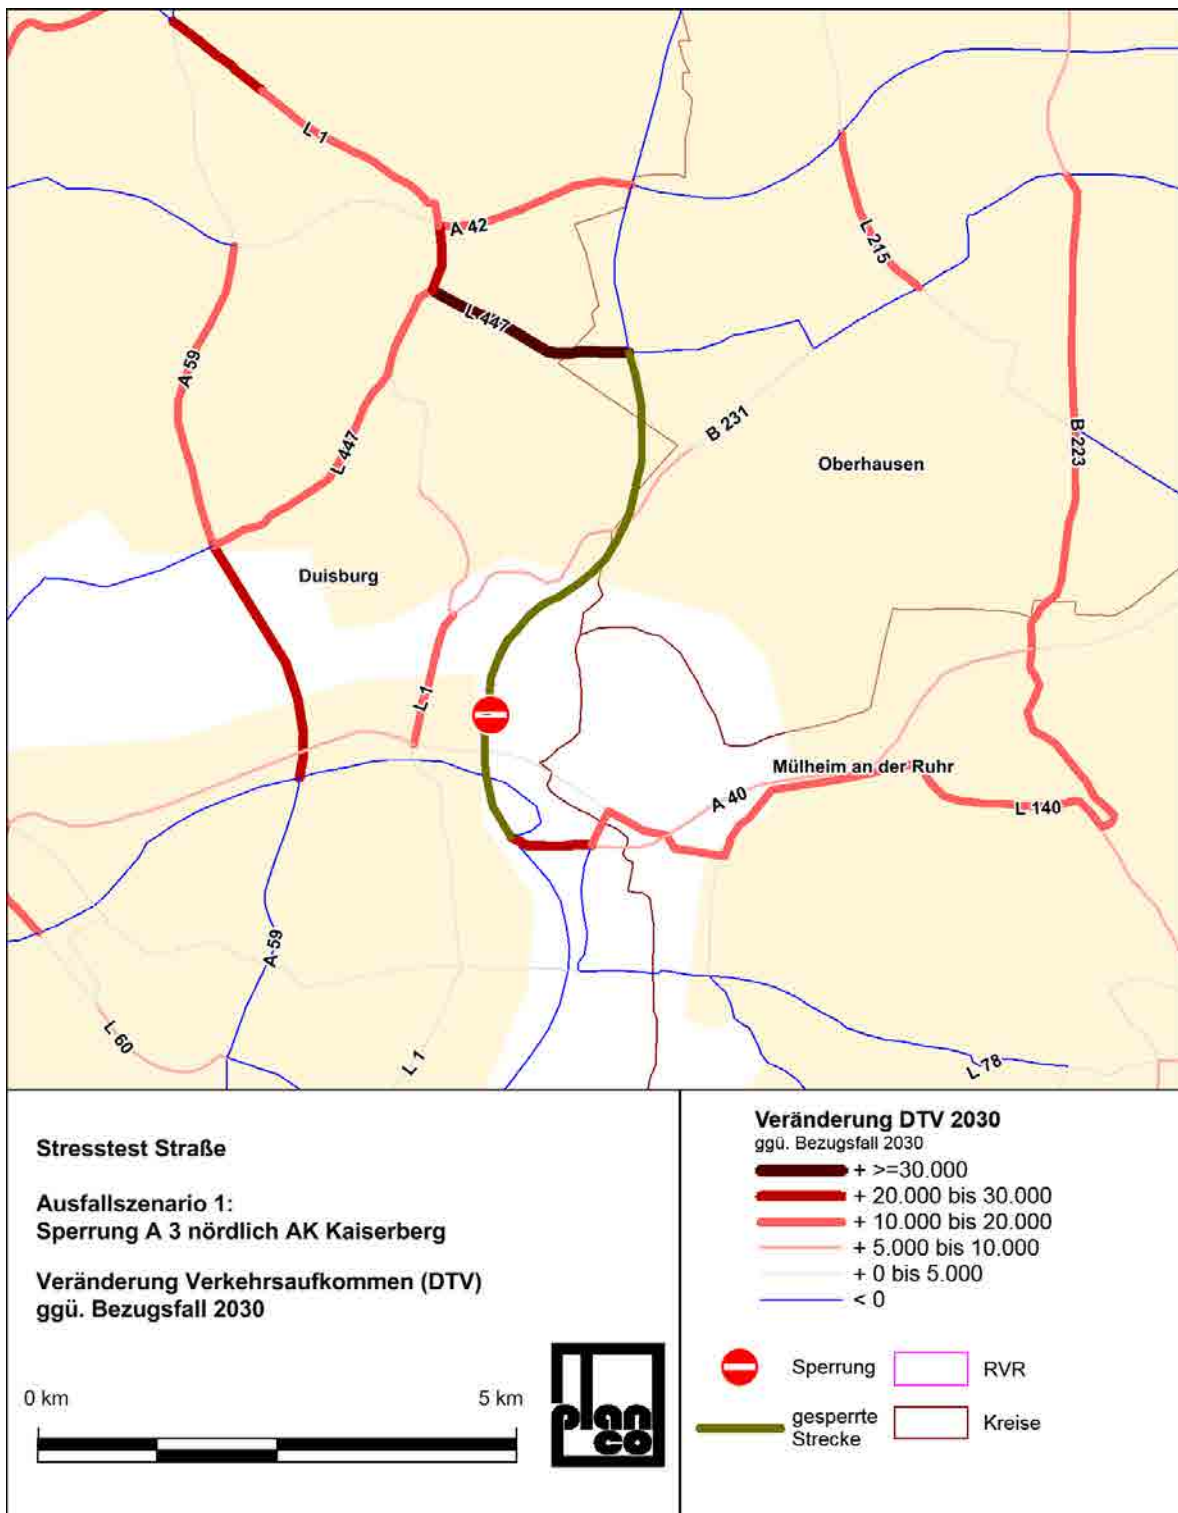 L 1
A 42
L 215
L 447
A 59
B 231
B 223
L 447
Oberhausen
Duisburg
L 1
Mülheim an der Ruhr
A 40
L 140
A 59
L 60
L 1
L 78
Stresstest Straße
Ausfallszenario 1:
Sperrung A 3 nördlich AK Kaiserberg
Veränderung Verkehrsaufkommen (DTV)
ggü. Bezugsfall 2030
0 km
5 km
plan
co
Veränderung DTV 2030
ggü. Bezugsfall 2030
+ >=30.000
+ 20.000 bis 30.000
+ 10.000 bis 20.000
+ 5.000 bis 10.000
+ 0 bis 5.000
< 0
Sperrung
RVR
gesperrte
Strecke
Kreise